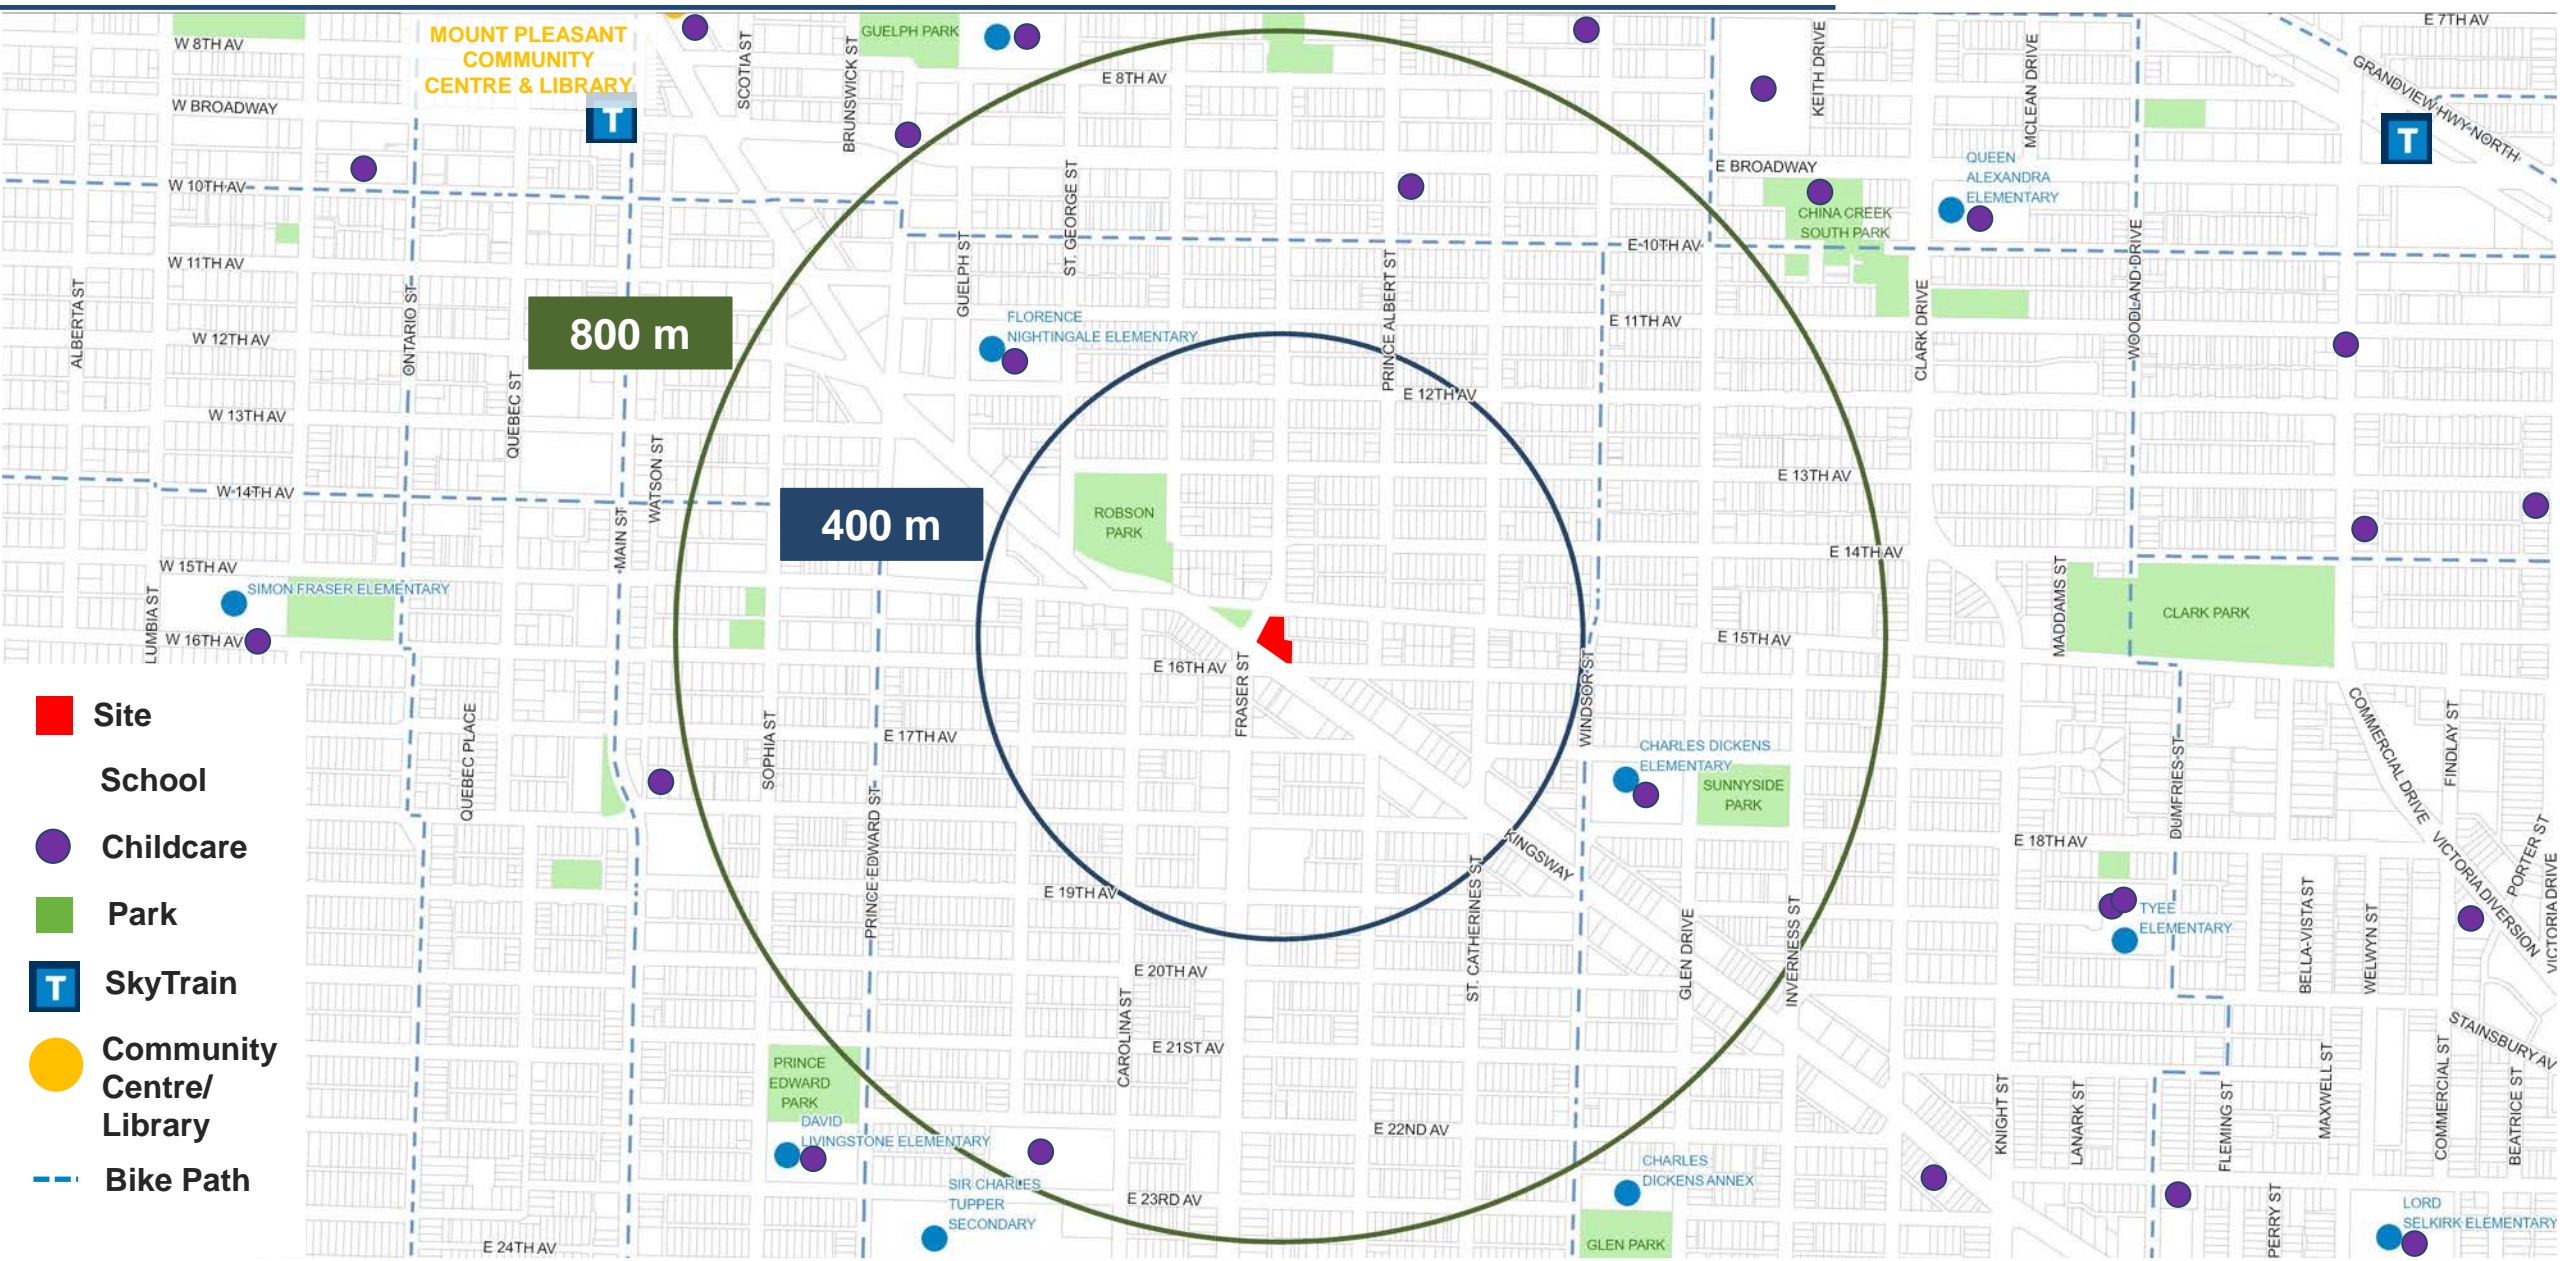 E 7TH AV
W 8TH AV
MOUNT PLEASANT
COMMUNITY
CENTRE & LIBRARY
SCOTIA ST
BRUNSWICK ST
GUELPH PARK
E 8TH AV
KEITH DRIVE
MCLEAN DRIVE
GRANDVIEW HWY NORTH
W BROADWAY
T
T
E BROADWAY
QUEEN
ALEXANDRA
ELEMENTARY
W 10TH AV
ST. GEORGE ST
CHINA CREEK
SOUTH PARK
GUELPH ST
E 10TH AV
W 11TH AV
ALBERTA ST
ONTARIO ST
PRINCE ALBERT ST
CLARK DRIVE
WOODLAND DRIVE
800 m
FLORENCE
NIGHTINGALE ELEMENTARY
E 11TH AV
W 12TH AV
QUEBEC ST
E 12TH AV
W 13TH AV
WATSON ST
E 13TH AV
W 14TH AV
MAIN ST
400 m
ROBSON
PARK
E 14TH AV
W 15TH AV
SIMON FRASER ELEMENTARY
LUMBIA ST
MADDAMS ST
CLARK PARK
W 16TH AV
E 15TH AV
E 16TH AV
FRASER ST
WINDSOR ST
Site
QUEBEC PLACE
SOPHIA ST
E 17TH AV
CHARLES DICKENS
ELEMENTARY
SUNNYSIDE
PARK
DUMFRIES ST
COMMERCIAL DRIVE
FINDLAY ST
School
PRINCE EDWARD ST
KINGSWAY
E 18TH AV
VICTORIA DIVERSION
PORTER ST
VICTORIA DRIVE
Childcare
E 19TH AV
ST. CATHERINES ST
GLEN DRIVE
INVERNESS ST
TYEE
ELEMENTARY
BELLA-VISTA ST
WELWYN ST
Park
T
SkyTrain
E 20TH AV
CAROLINA ST
STAINSBURY AV
Community
Centre/
Library
E 21ST AV
PRINCE
EDWARD
PARK
KNIGHT ST
LANARK ST
FLEMING ST
MAXWELL ST
COMMERCIAL ST
BEATRICE ST
DAVID
LIVINGSTONE ELEMENTARY
E 22ND AV
Bike Path
SIR CHARLES
TUPPER
SECONDARY
E 23RD AV
CHARLES
DICKENS ANNEX
PERRY ST
LORD
SELKIRK ELEMENTARY
E 24TH AV
GLEN PARK